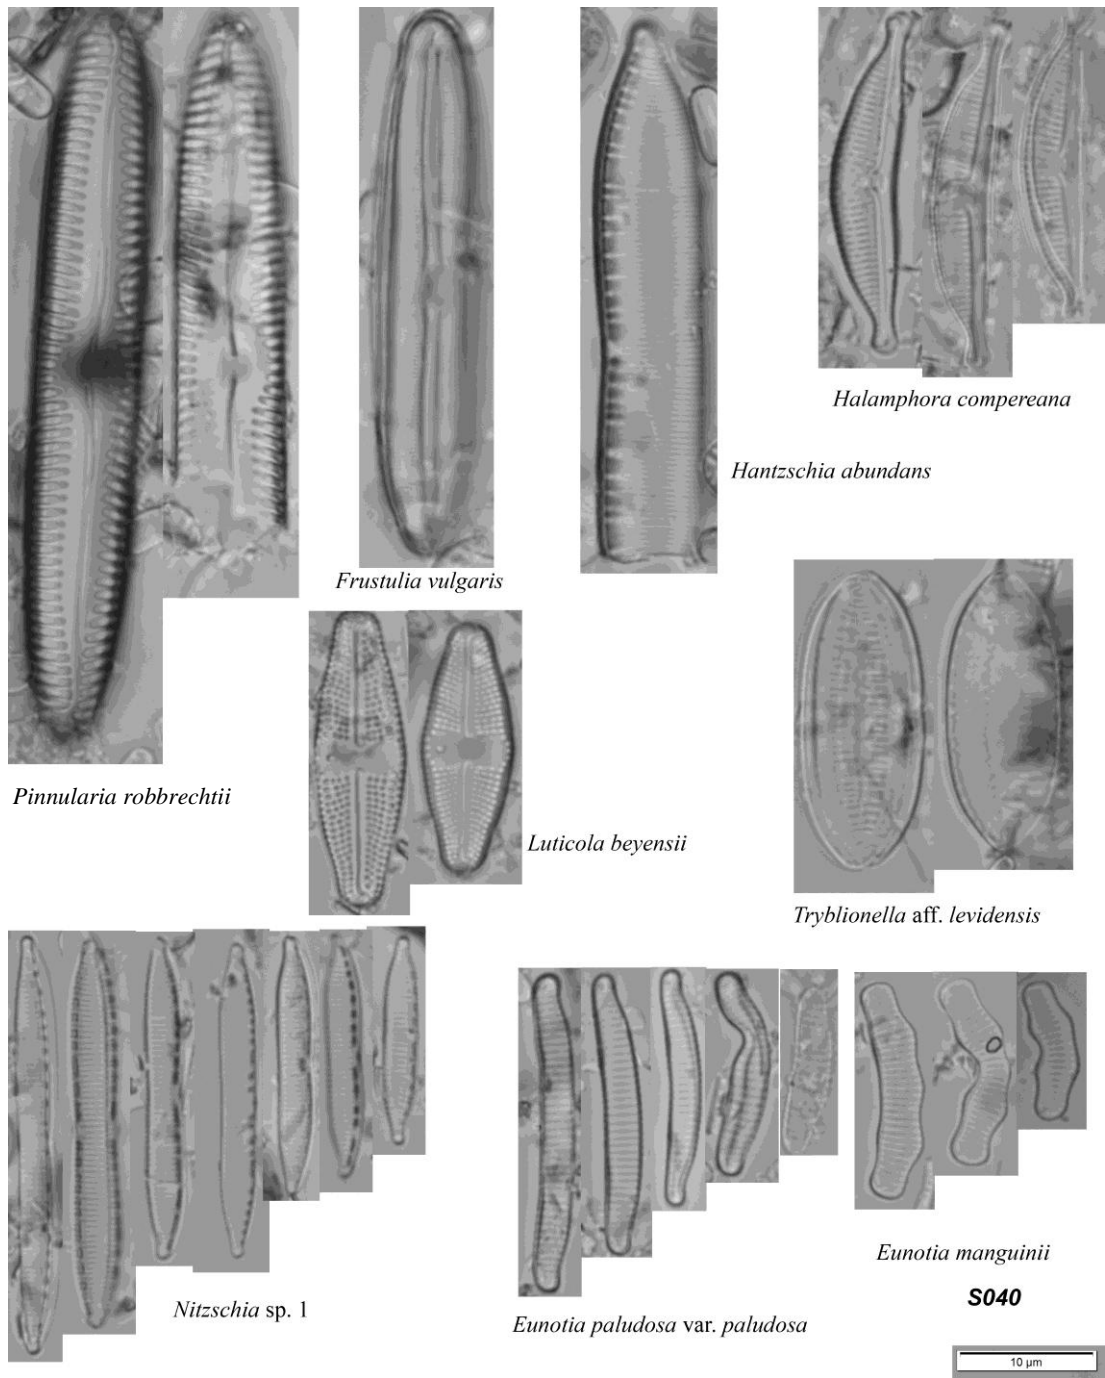 Halamphora compereana
Hantzschia abundans
Frustulia vulgaris
Pinnularia robbrechtii
Luticola beyensii
Tryblionella aff. levidensis
Nitzschia sp. 1
Eunotia paludosa var. paludosa
Eunotia manguinii
S040
10 µm